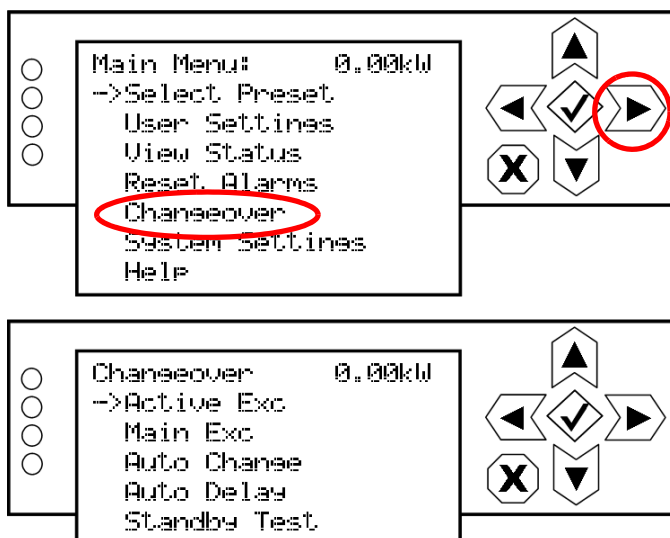 Main Menu: 0.00kW
->Select Preset
User Settings
View Status
Reset Alarms
Changeover
System Settings
Help
X
Changeover 0.00kW
->Active Exc
Main Exc
Auto Change
Auto Delay
Standby Test
X